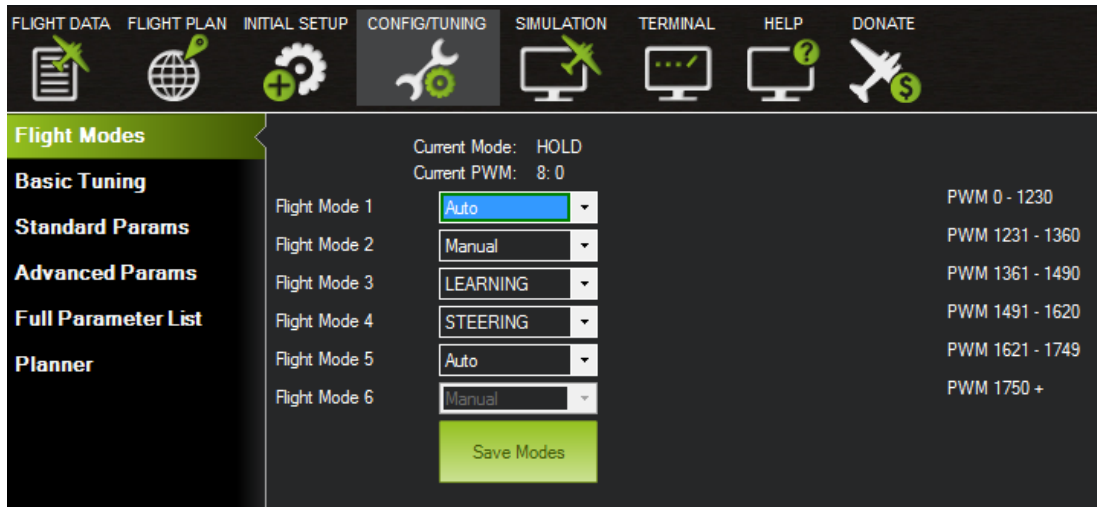 FLIGHT DATA FLIGHT PLAN INITIAL SETUP CONFIG/TUNING SIMULATION TERMINAL HELP DONATE
Flight Modes
Basic Tuning
Standard Params
Advanced Params
Full Parameter List
Planner
Current Mode: HOLD
Current PWM: 8: 0
Flight Mode 1 Auto PWM 0 - 1230
Flight Mode 2 Manual PWM 1231 - 1360
Flight Mode 3 LEARNING PWM 1361 - 1490
Flight Mode 4 STEERING PWM 1491 - 1620
Flight Mode 5 Auto PWM 1621 - 1749
Flight Mode 6 Manual PWM 1750 +
Save Modes